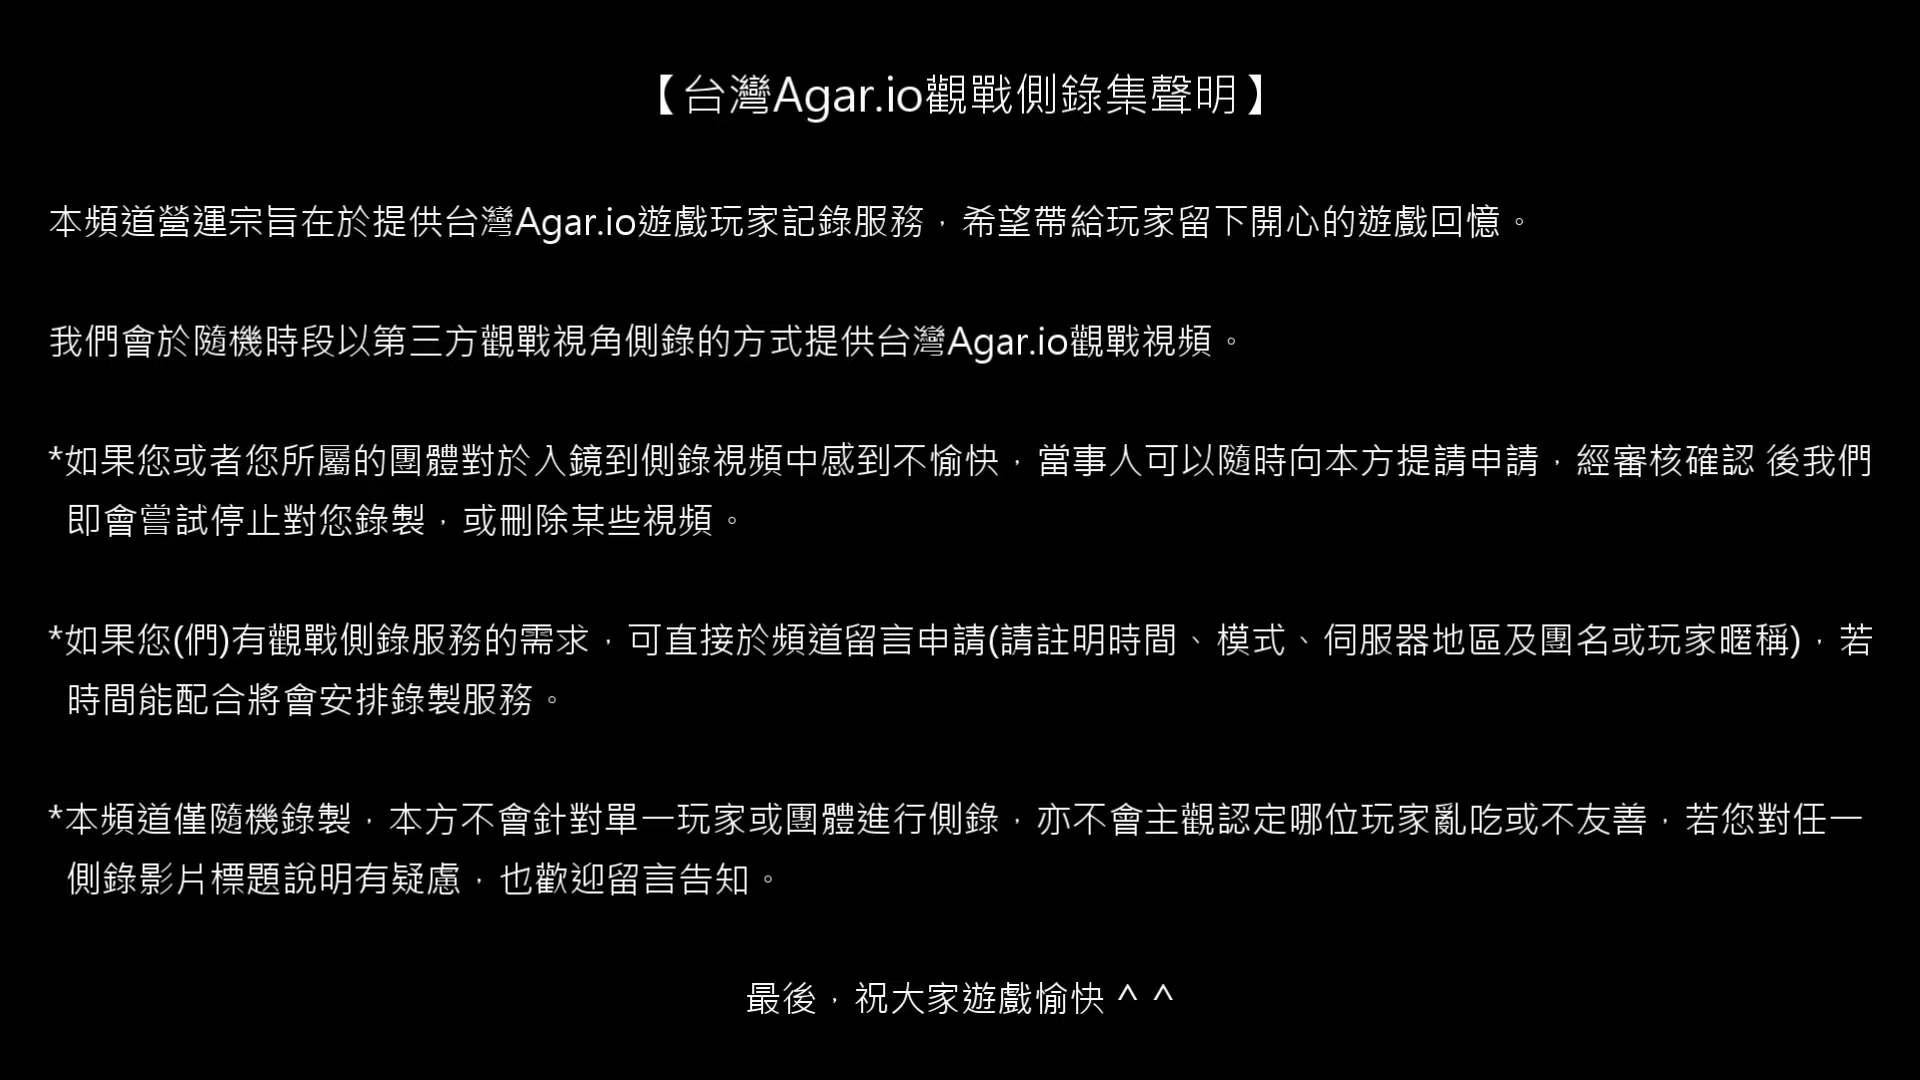 【台灣Agar.io觀戰側錄集聲明】
本頻道營運宗旨在於提供台灣Agar.io遊戲玩家記錄服務，希望帶給玩家留下開心的遊戲回憶。
我們會於隨機時段以第三方觀戰視角側錄的方式提供台灣Agar.io觀戰視頻。
*如果您或者您所屬的團體對於入鏡到側錄視頻中感到不愉快，當事人可以隨時向本方提請申請，經審核確認 後我們
即會嘗試停止對您錄製，或刪除某些視頻。
*如果您(們)有觀戰側錄服務的需求，可直接於頻道留言申請(請註明時間、模式、伺服器地區及團名或玩家暱稱)，若
時間能配合將會安排錄製服務。
*本頻道僅隨機錄製，本方不會針對單一玩家或團體進行側錄，亦不會主觀認定哪位玩家亂吃或不友善，若您對任一
側錄影片標題說明有疑慮，也歡迎留言告知。
最後，祝大家遊戲愉快 ^ ^